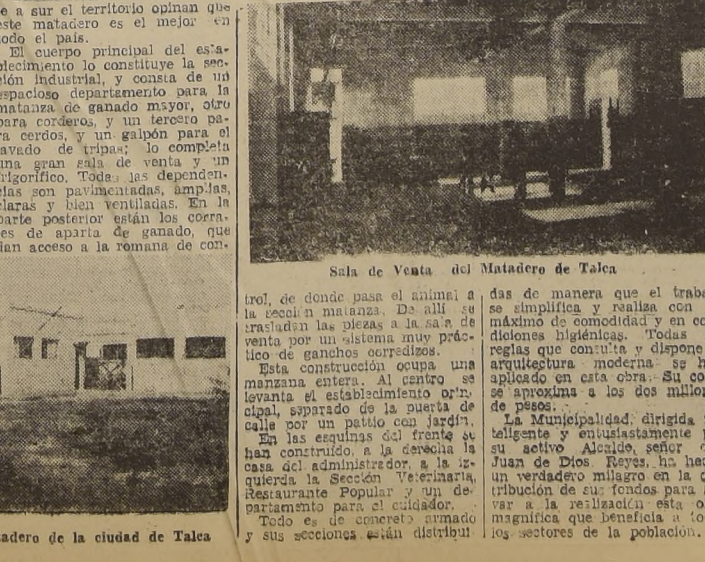 e a sur el territorio opinan que
este matadero es el mejor en
todo el país.
El cuerpo principal del esta-
blecimiento lo constituye la sec-
ción industrial, y consta de un
espacioso departamento para la
matanza de ganado mayor, otro
para corderos, y un tercero pa-
ra cerdos, y un galpón para el
lavado de tripas; lo completa
una gran sala de venta y un
frigorífico. Todas las dependen-
cias son pavimentadas, amplias,
claras y bien ventiladas. En la
parte posterior están los corra-
es de aparta de ganado, que
dan acceso a la romana de con-
tadero de la ciudad de Talca
Sala de Venta del Matadero de Talca
trol, de donde pasa el animal a
la sección matanza. De allí se
trasladan las piezas a la sala de
venta por un sistema muy prác-
tico de ganchos corredizos.
Esta construcción ocupa una
manzana entera. Al centro se
levanta el establecimiento prin-
cipal, separado de la puerta de
calle por un pattio con jardín.
En las esquinas del frente se
han construído, a la derecha la
casa del administrador, a la iz-
quierda la Sección Veterinaria,
Restaurante Popular y un de-
partamento para el cuidador.
Todo es de concreto armado
y sus secciones están distribui-
das de manera que el traba
se simplifica y realiza con
máximo de comodidad y en co
diciones higiénicas. Todas
reglas que consulta y dispone
arquitectura moderna se h
aplicado en esta obra. Su co
se aproxima a los dos millon
de pesos.
La Municipalidad, dirigida
teligente y entusiastamente p
su activo Alcalde, señor
Juan de Dios Reyes, ha hec
un verdadero milagro en la d
tribución de sus fondos para
var a la realización esta o
magnífica que beneficia a to
los sectores de la población.